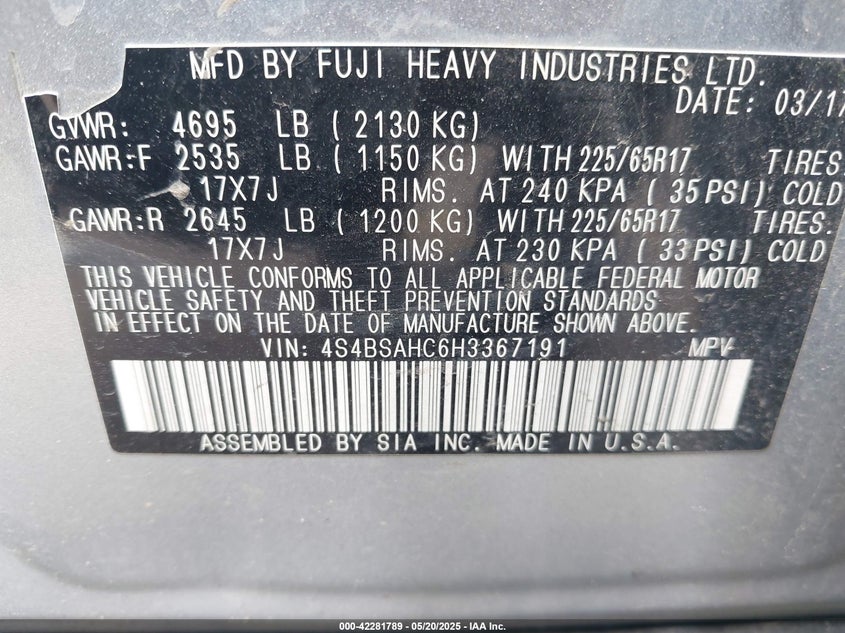 MFD BY FUJI HEAVY INDUSTRIES LTD.
DATE: 03/17
GVWR: 4695 LB ( 2130 KG)
GAWR:F 2535 LB ( 1150 KG) WITH 225/65R17 TIRES.
17X7J RIMS. AT 240 KPA ( 35 PSI) COLD
GAWR:R 2645 LB ( 1200 KG) WITH 225/65R17 TIRES.
17X7J RIMS. AT 230 KPA ( 33 PSI) COLD
THIS VEHICLE CONFORMS TO ALL APPLICABLE FEDERAL MOTOR
VEHICLE SAFETY AND THEFT PREVENTION STANDARDS
IN EFFECT ON THE DATE OF MANUFACTURE SHOWN ABOVE.
VIN: 4S4BSAHC6H3367191 MPV
ASSEMBLED BY SIA INC. MADE IN U.S.A.
000-42281789 - 05/20/2025 - IAA Inc.